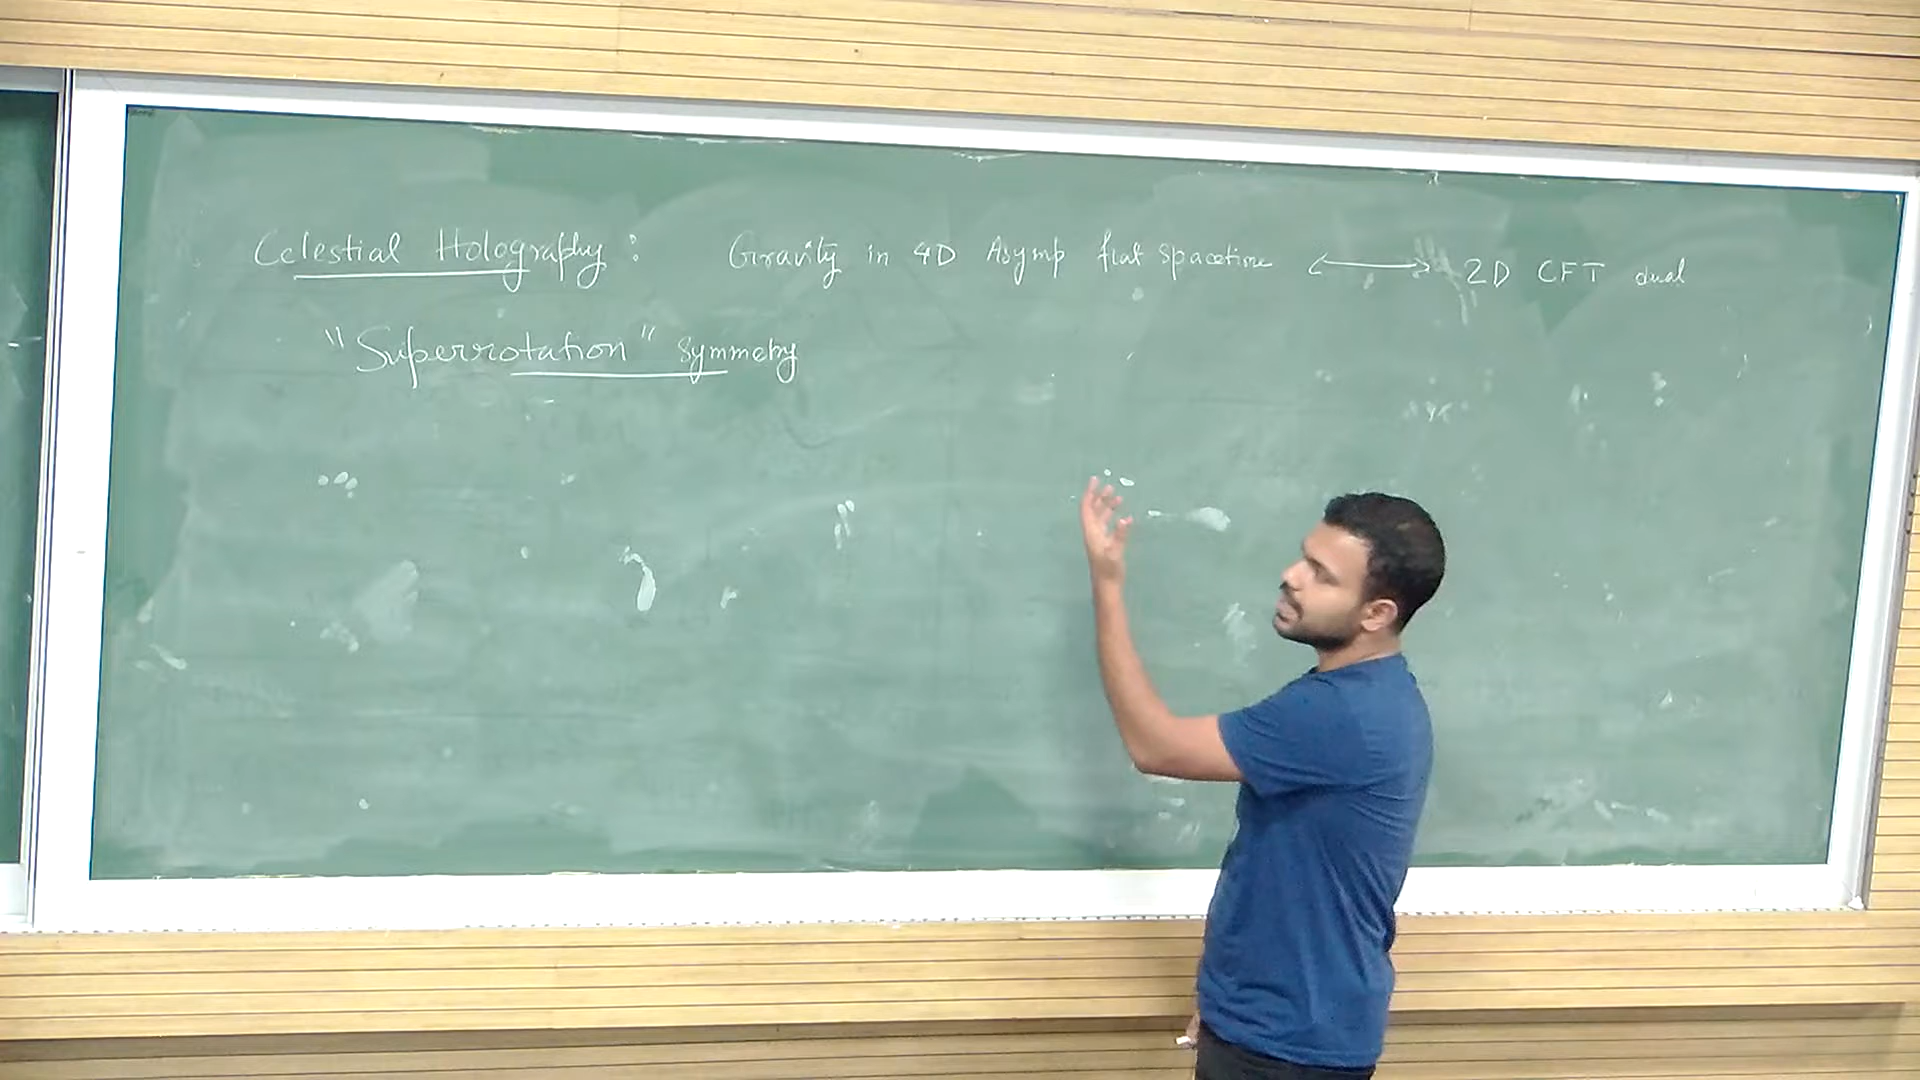 Celestial Holography : Gravity in 4D Asymp flat spacetime ⟷ 2D CFT dual
"Superrotation" symmetry